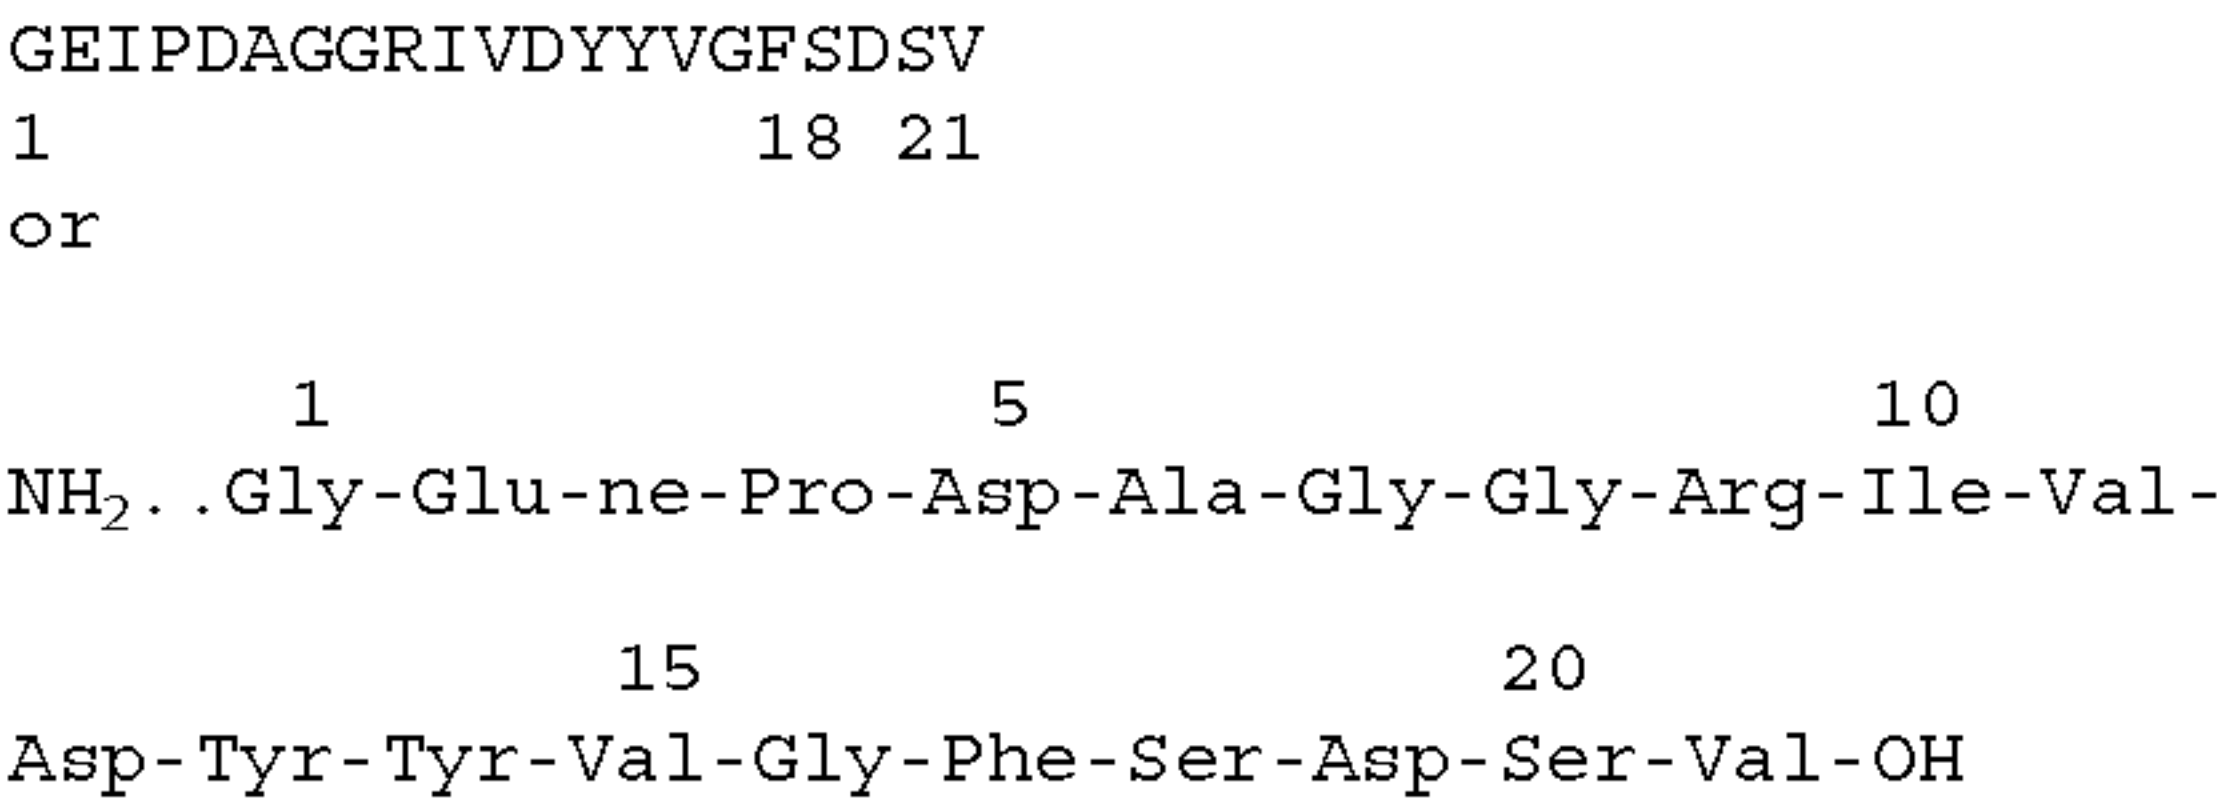 GEIPDAGGRIVDYYVGFSDSV
1 18 21
or
1 5 10
NH2..Gly-Glu-ne-Pro-Asp-Ala-Gly-Gly-Arg-Ile-Val-
15 20
Asp-Tyr-Tyr-Val-Gly-Phe-Ser-Asp-Ser-Val-OH